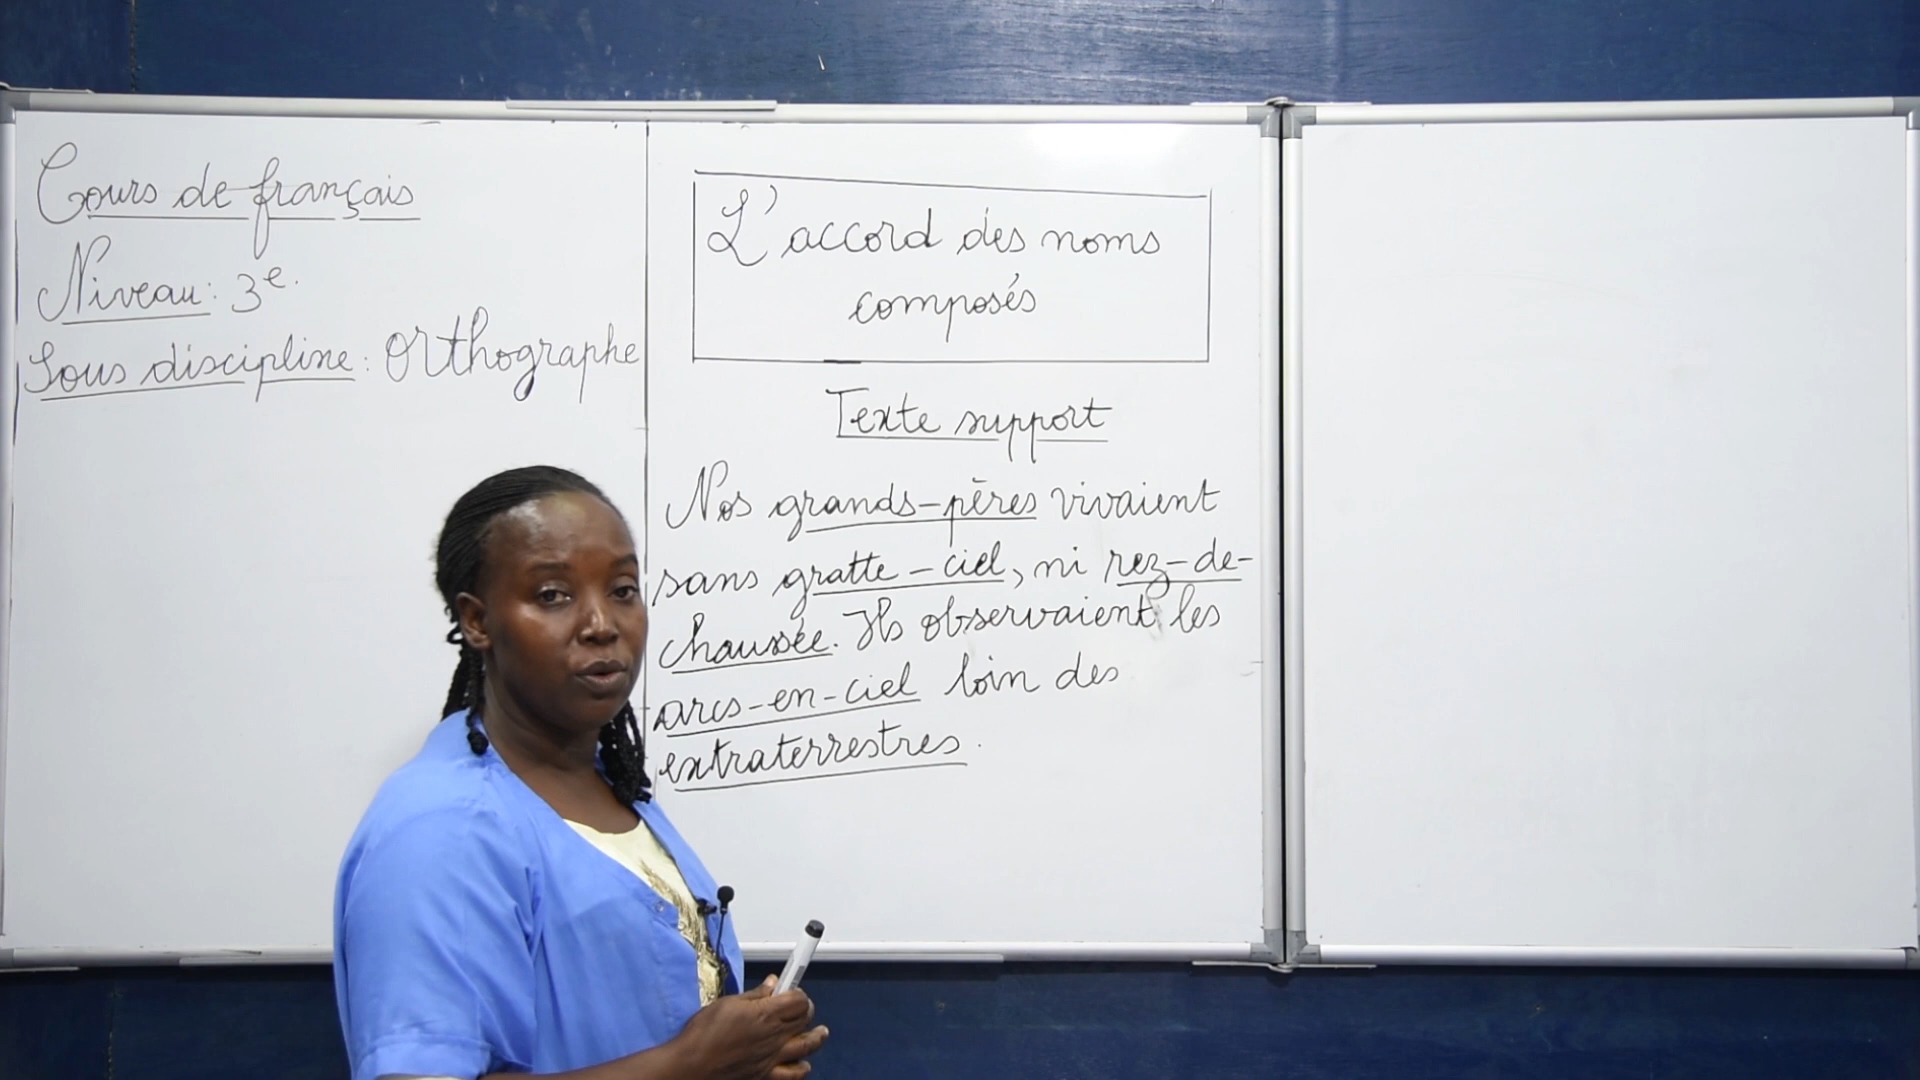 Cours de français
Niveau: 3e.
Sous discipline: Orthographe
L'accord des noms
composés
Texte support
Nos grands-pères vivaient
sans gratte-ciel, ni rez-de-
chaussée. Ils observaient les
arcs-en-ciel loin des
extraterrestres.